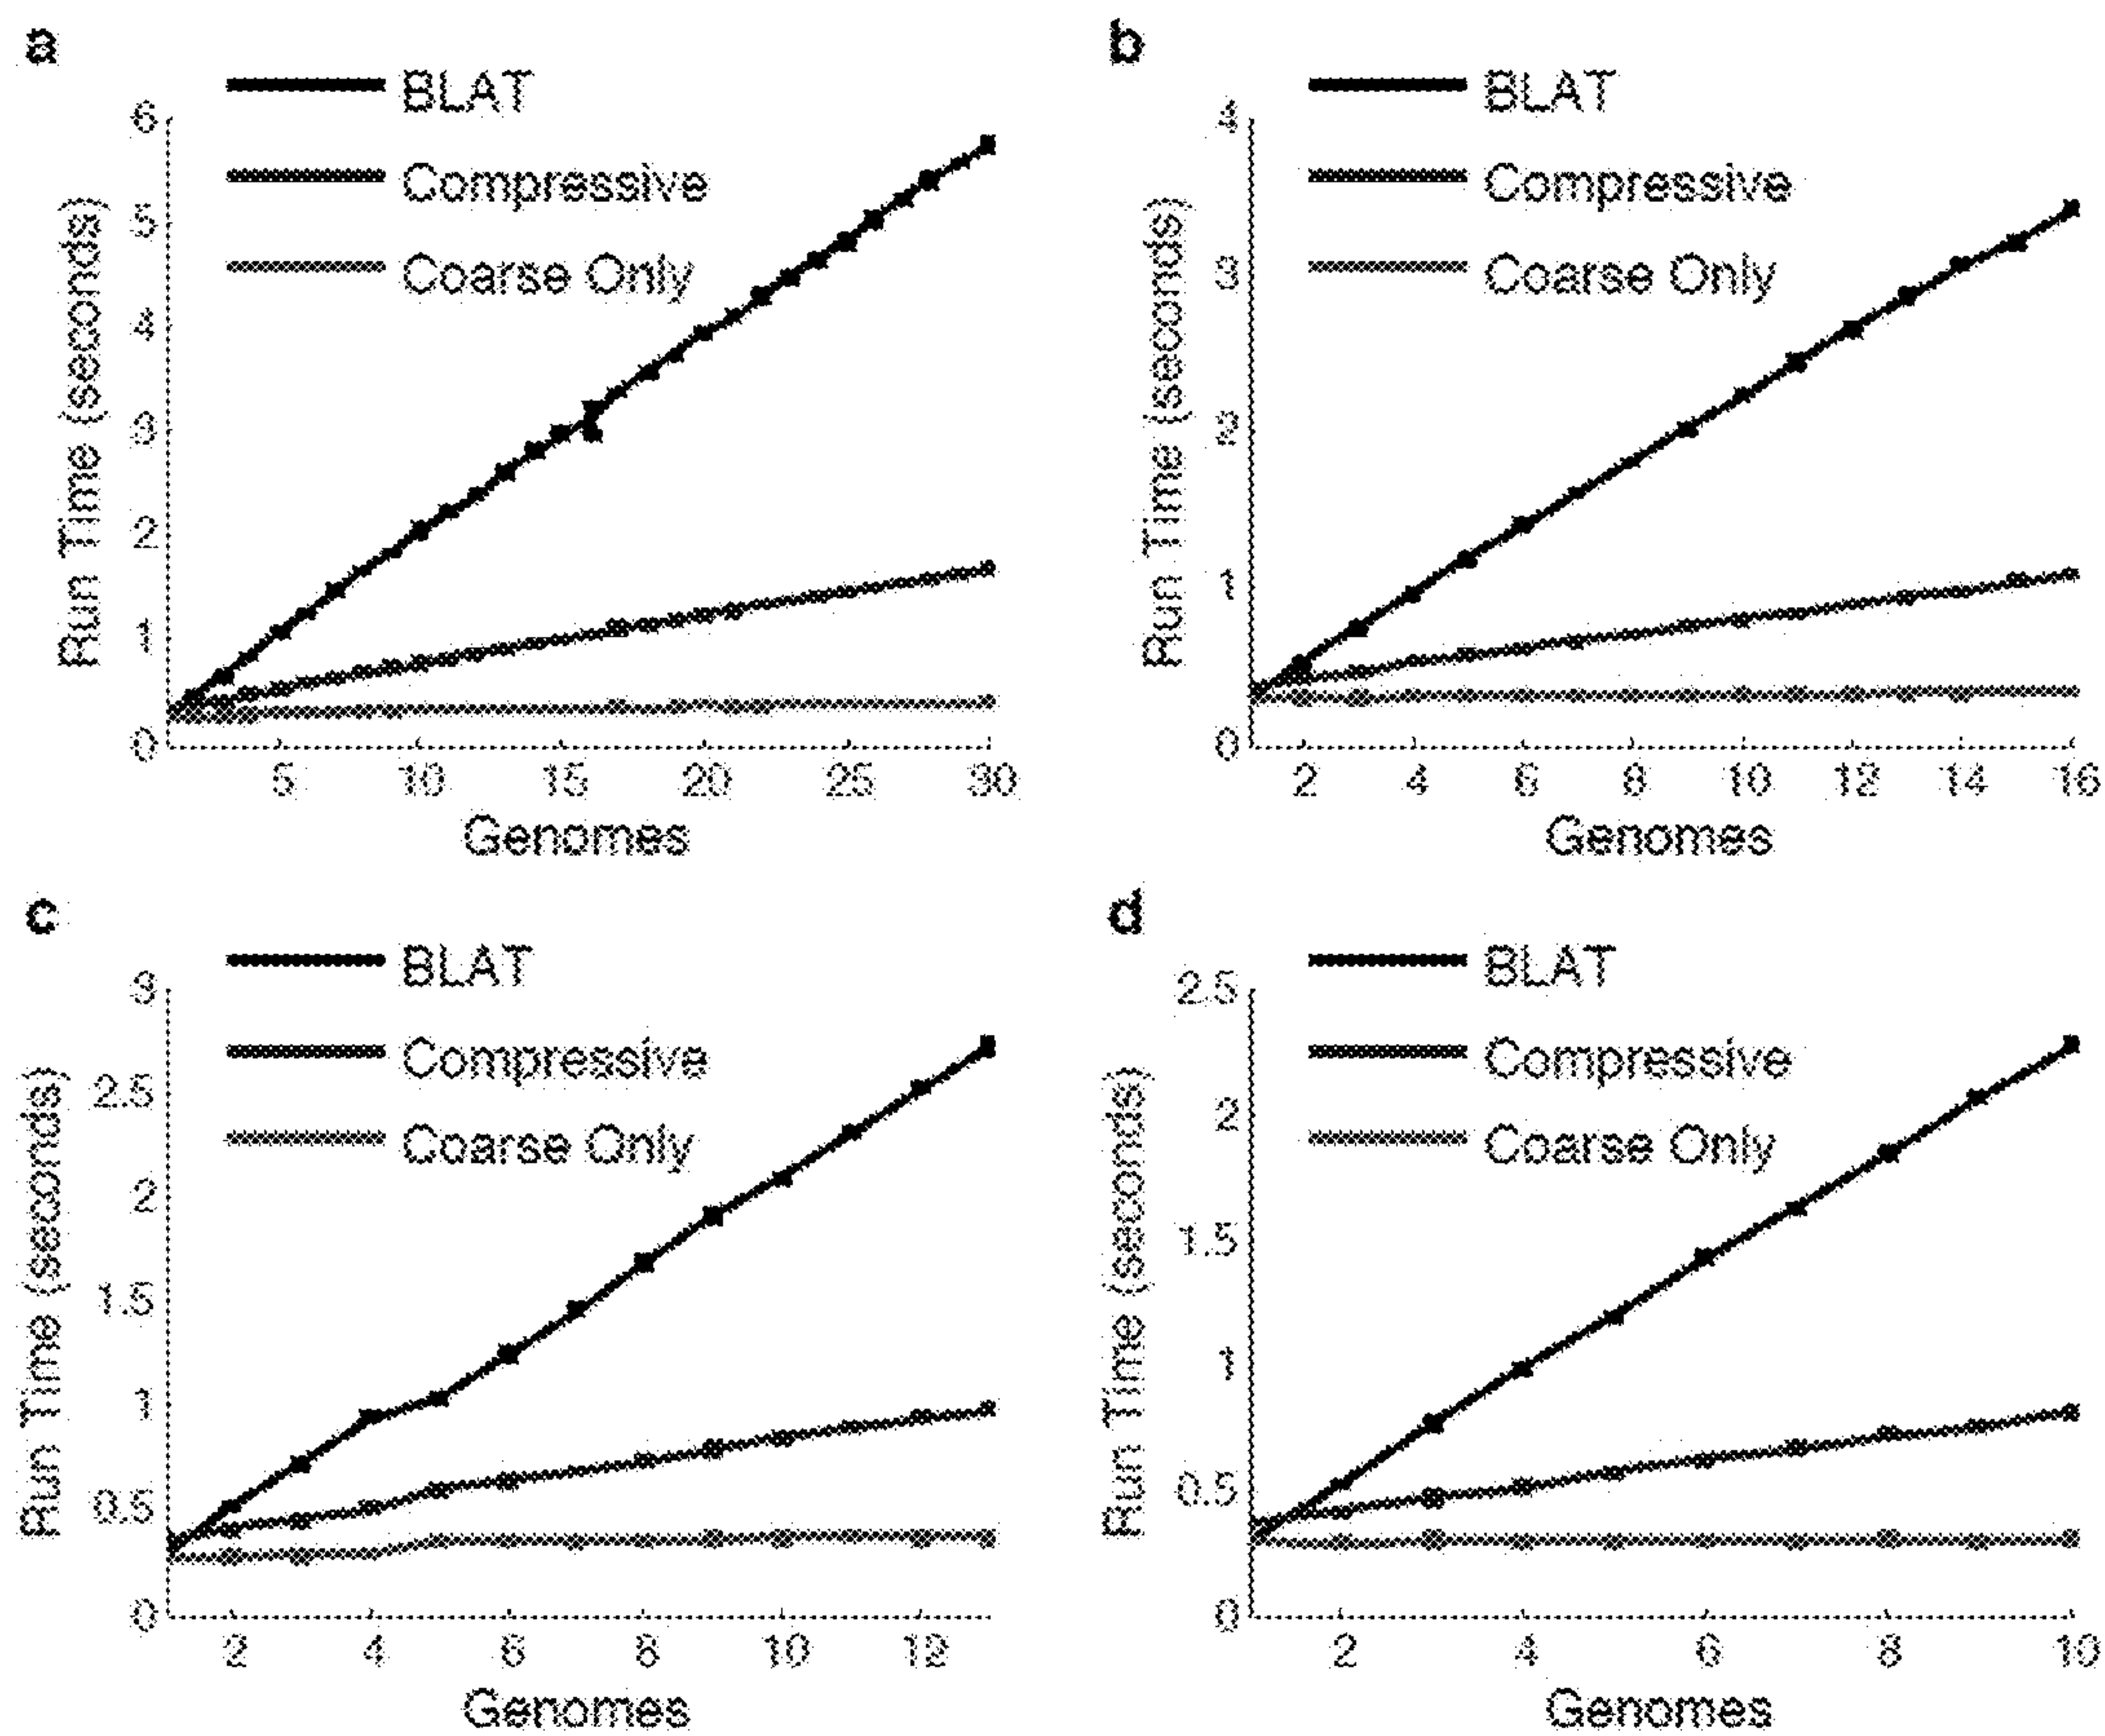 a
BLAT
Compressive
Coarse Only
Run Time (seconds)
6
5
4
3
2
1
0
5 10 15 20 25 30
Genomes
b
BLAT
Compressive
Coarse Only
Run Time (seconds)
4
3
2
1
0
2 4 6 8 10 12 14 16
Genomes
c
BLAT
Compressive
Coarse Only
Run Time (seconds)
3
2.5
2
1.5
1
0.5
0
2 4 6 8 10 12
Genomes
d
BLAT
Compressive
Coarse Only
Run Time (seconds)
2.5
2
1.5
1
0.5
0
2 4 6 8 10
Genomes